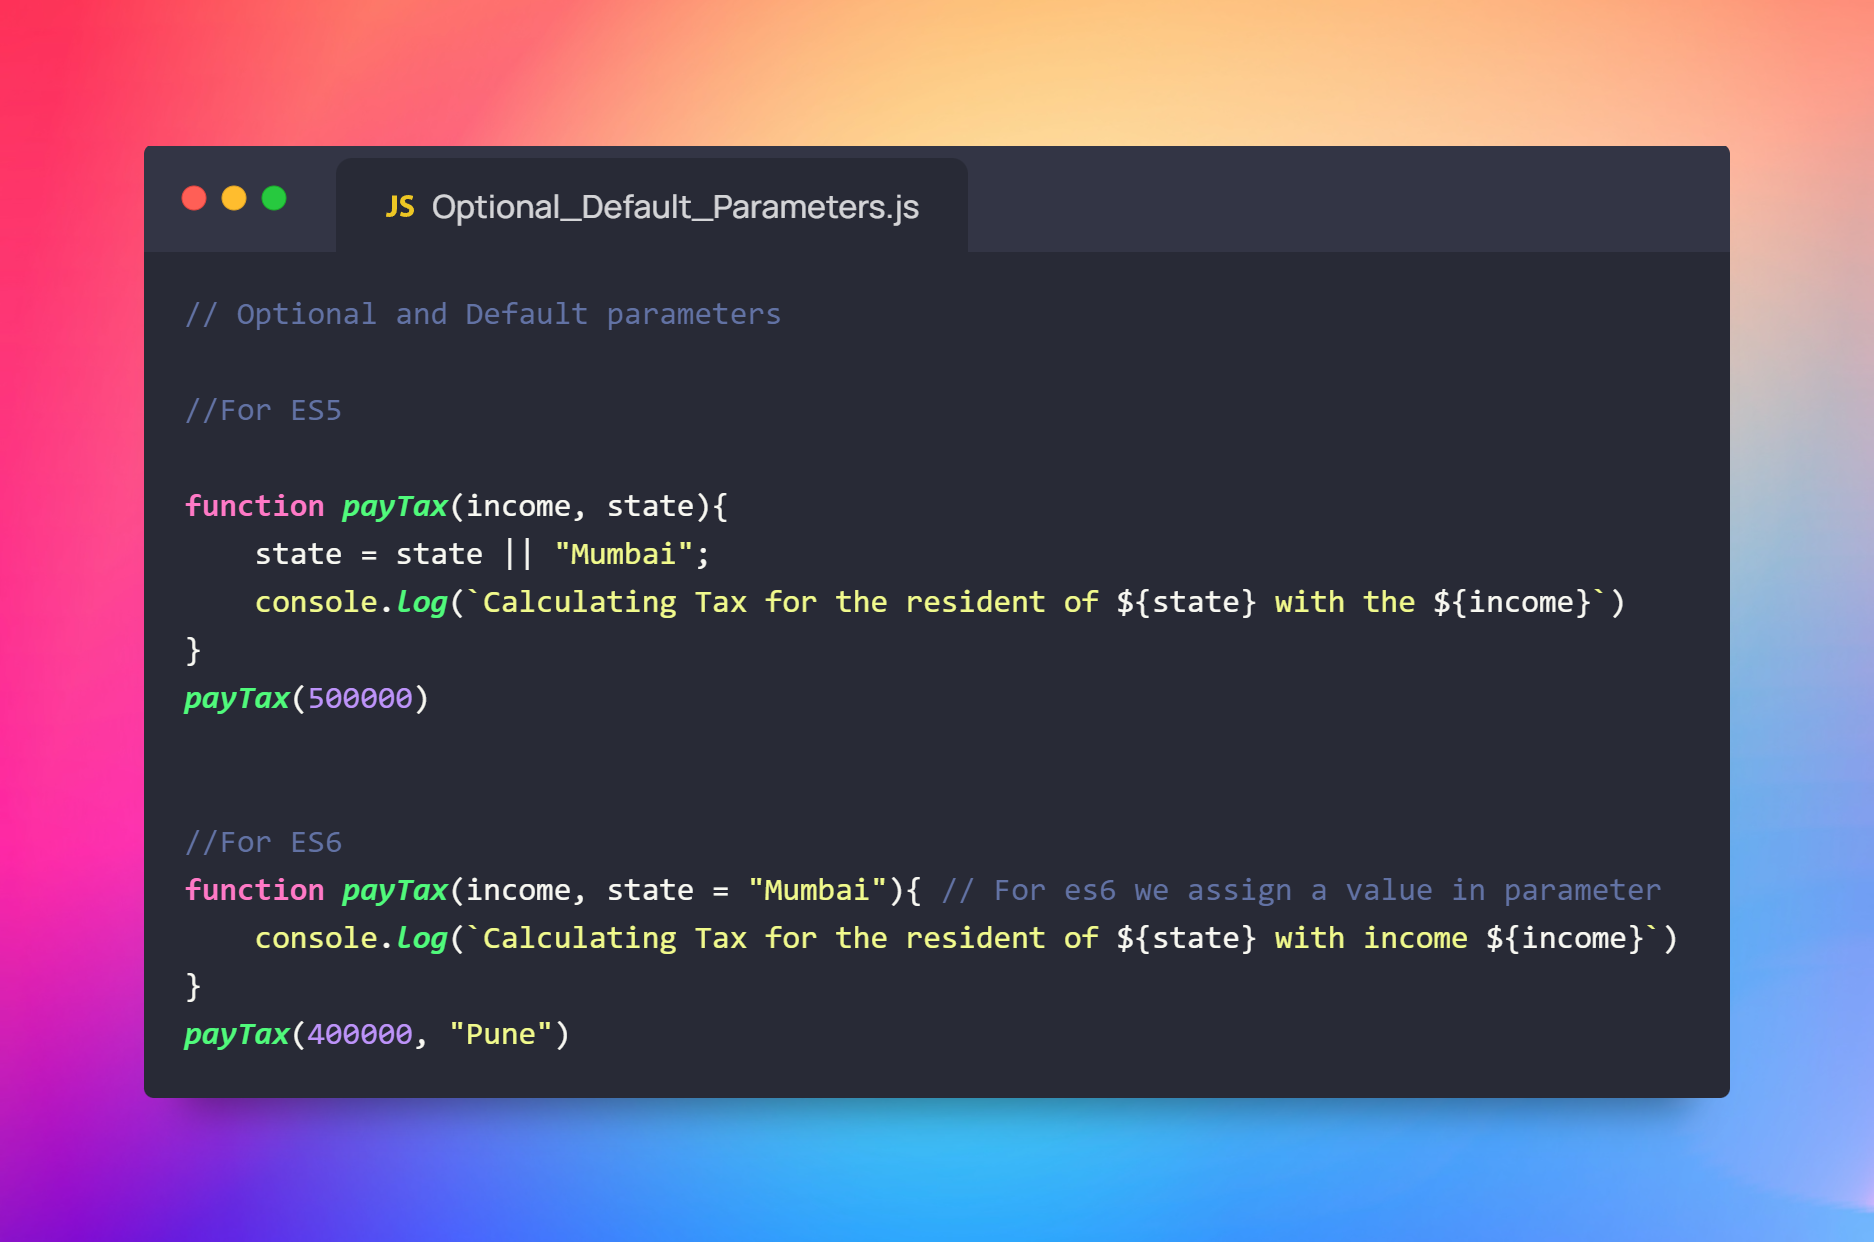 JS Optional_Default_Parameters.js
// Optional and Default parameters
//For ES5
function payTax(income, state){
    state = state || "Mumbai";
    console.log(`Calculating Tax for the resident of ${state} with the ${income}`)
}
payTax(500000)
//For ES6
function payTax(income, state = "Mumbai"){ // For es6 we assign a value in parameter
    console.log(`Calculating Tax for the resident of ${state} with income ${income}`)
}
payTax(400000, "Pune")